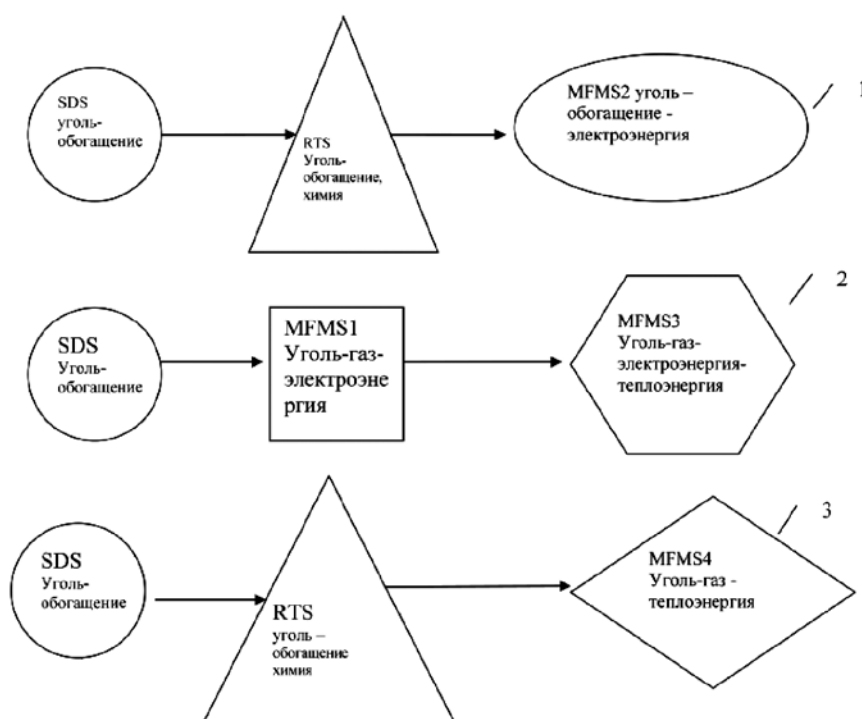 SDS
уголь-
обогащение
RTS
Уголь-
обогащение,
химия
MFMS2 уголь –
обогащение -
электроэнергия
1
SDS
Уголь-
обогащение
MFMS1
Уголь-газ-
электроэне
ргия
MFMS3
Уголь-газ-
электроэнергия-
теплоэнергия
2
SDS
Уголь-
обогащение
RTS
уголь –
обогащение
химия
MFMS4
Уголь-газ -
теплоэнергия
3